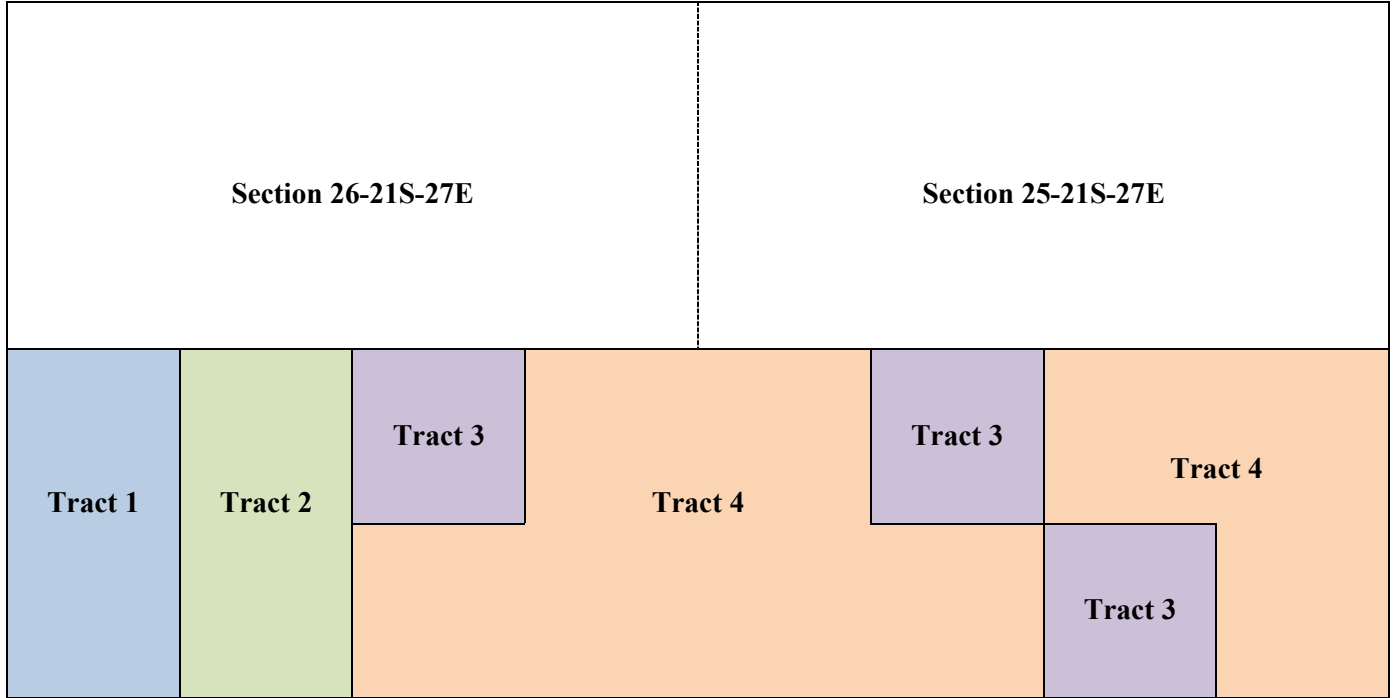 Section 26-21S-27E
Section 25-21S-27E
Tract 3
Tract 3
Tract 4
Tract 1
Tract 2
Tract 4
Tract 3